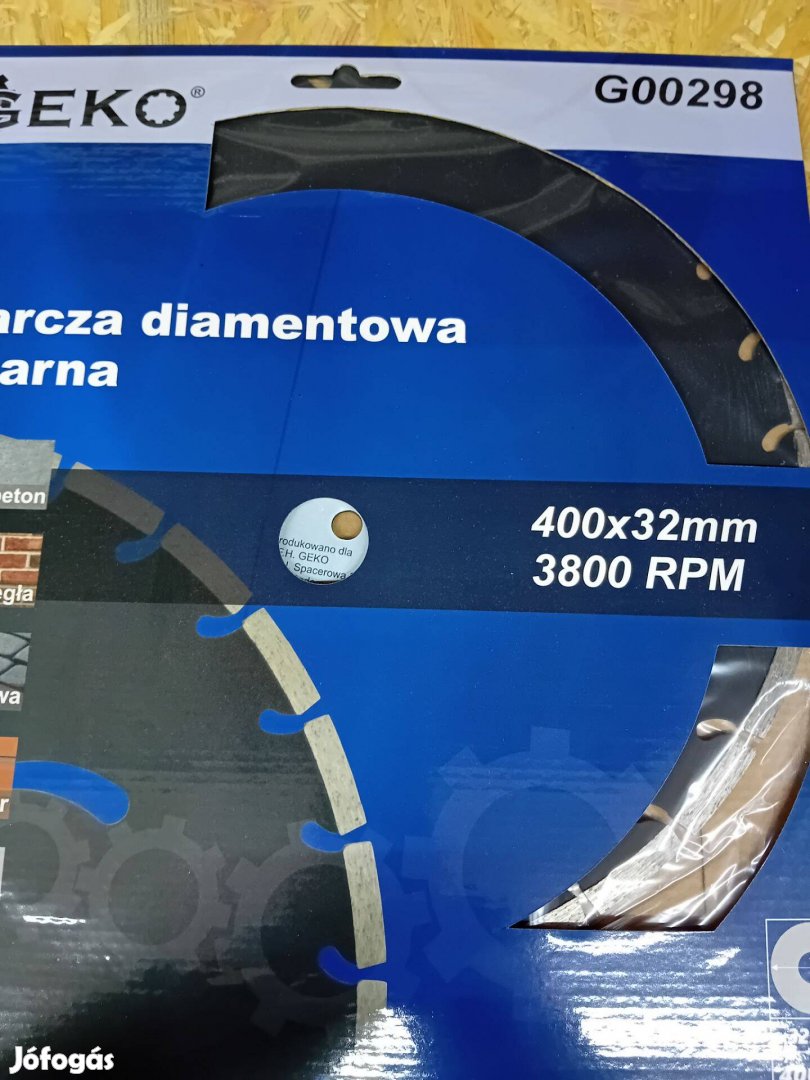 GEKO®
G00298
arcza diamentowa
arna
beton
400x32mm
3800 RPM
rodukowano dla
F.H. GEKO
Spacerowa
egła
wa
r
Jófogás